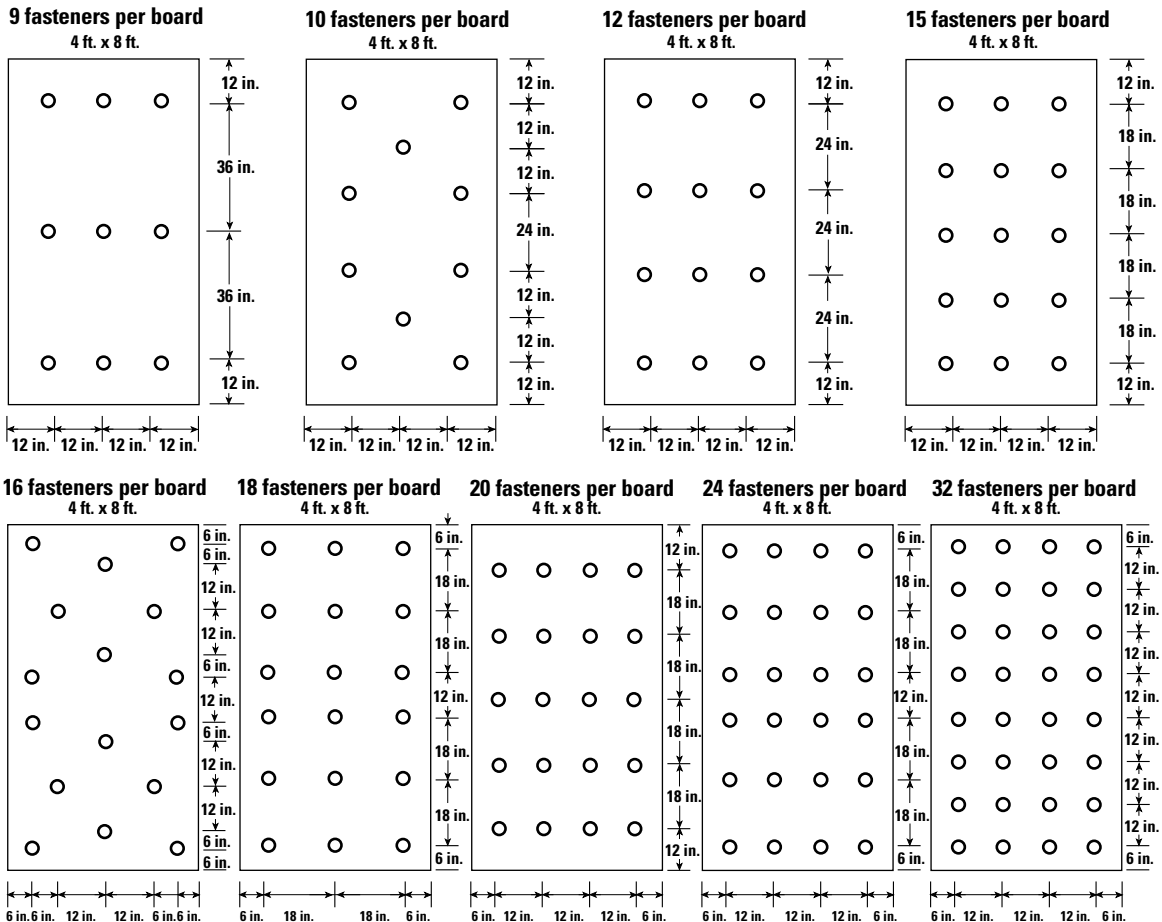 9 fasteners per board
4 ft. x 8 ft.
12 in.
36 in.
36 in.
12 in.
12 in. 12 in. 12 in. 12 in.
10 fasteners per board
4 ft. x 8 ft.
12 in.
12 in.
12 in.
24 in.
12 in.
12 in.
12 in.
12 in. 12 in. 12 in. 12 in.
12 fasteners per board
4 ft. x 8 ft.
12 in.
24 in.
24 in.
24 in.
12 in.
12 in. 12 in. 12 in. 12 in.
15 fasteners per board
4 ft. x 8 ft.
12 in.
18 in.
18 in.
18 in.
18 in.
12 in.
12 in. 12 in. 12 in. 12 in.
16 fasteners per board
4 ft. x 8 ft.
6 in.
6 in.
12 in.
12 in.
6 in.
12 in.
6 in.
12 in.
12 in.
6 in.
6 in.
6 in. 6 in. 12 in. 12 in. 6 in. 6 in.
18 fasteners per board
4 ft. x 8 ft.
6 in.
18 in.
18 in.
12 in.
18 in.
18 in.
6 in. 18 in. 18 in. 6 in.
20 fasteners per board
4 ft. x 8 ft.
12 in.
18 in.
18 in.
18 in.
18 in.
12 in.
6 in. 12 in. 12 in. 12 in. 6 in.
24 fasteners per board
4 ft. x 8 ft.
6 in.
18 in.
18 in.
12 in.
18 in.
18 in.
6 in.
6 in. 12 in. 12 in. 12 in. 6 in.
32 fasteners per board
4 ft. x 8 ft.
6 in.
12 in.
12 in.
12 in.
12 in.
12 in.
12 in.
12 in.
6 in.
6 in. 12 in. 12 in. 12 in. 6 in.